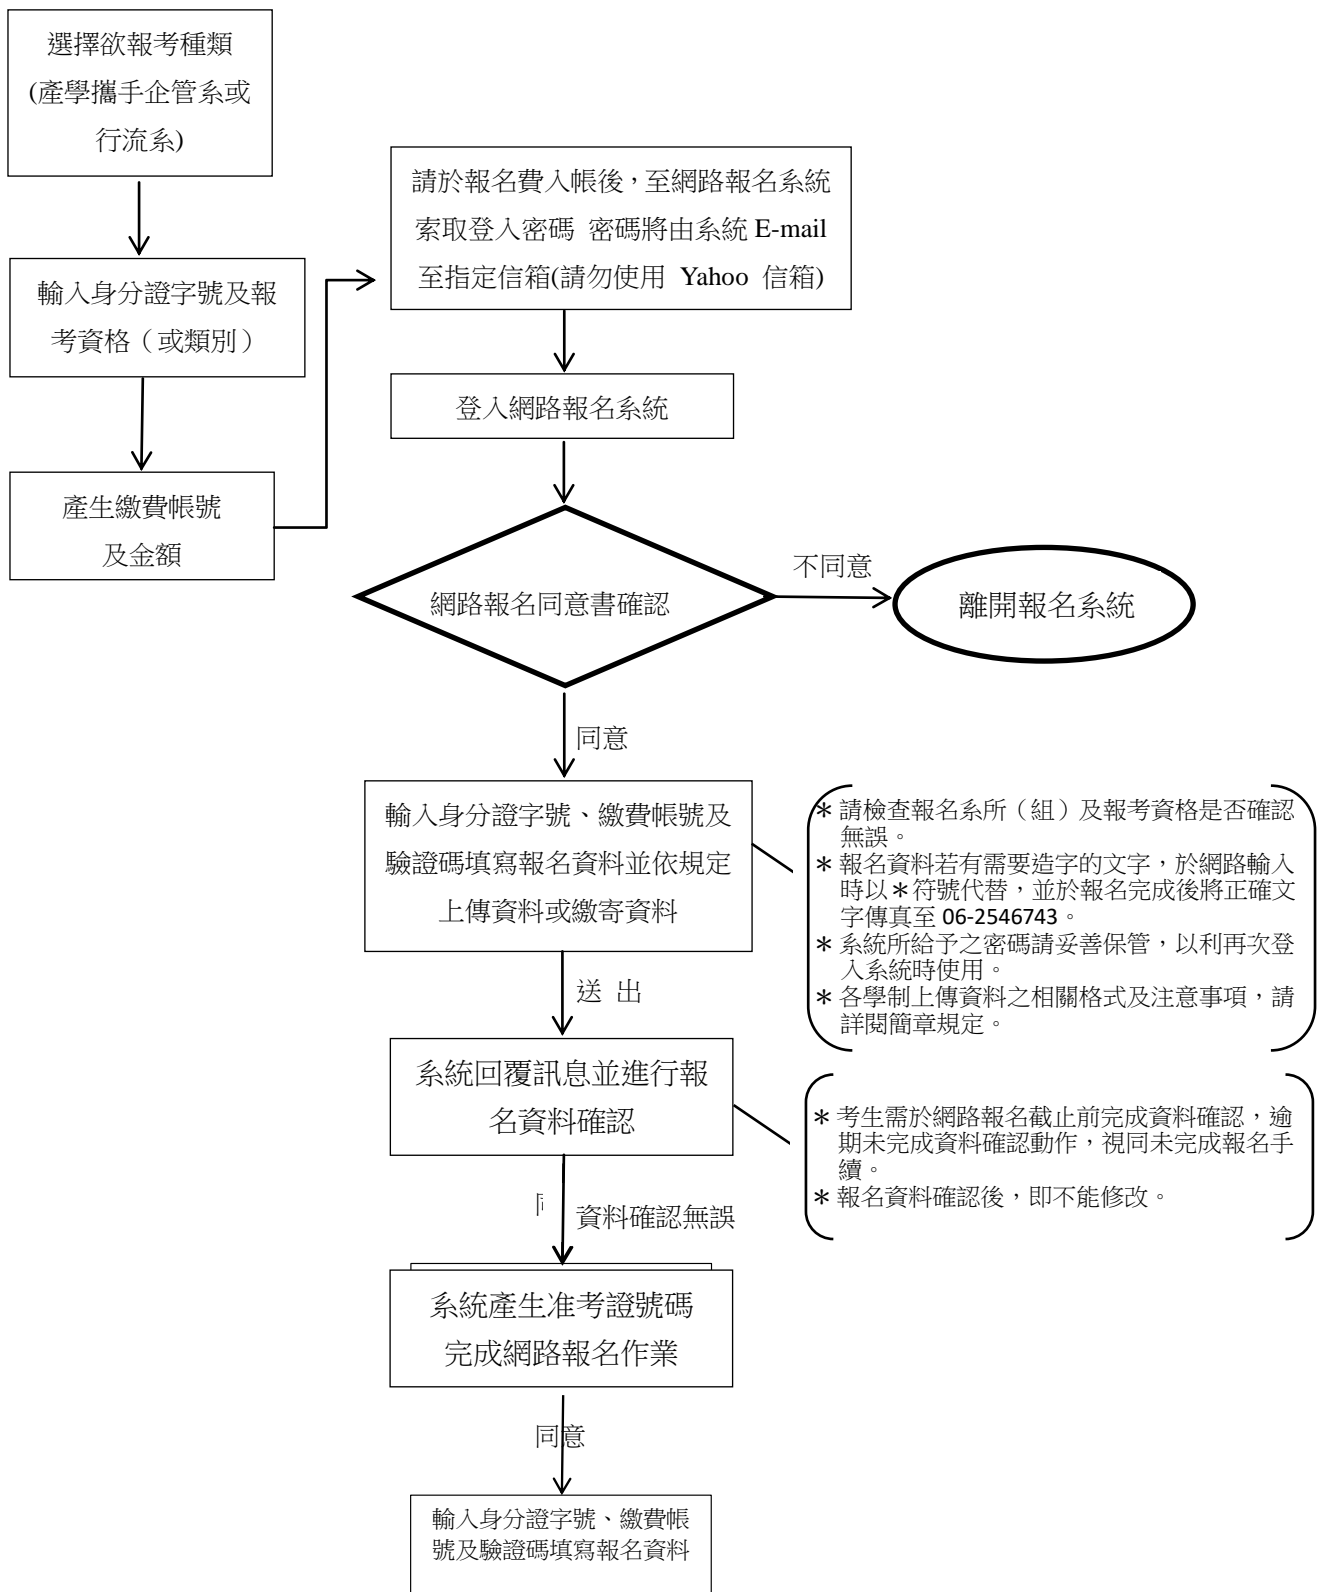 選擇欲報考種類
(產學攜手企管系或
行流系)
輸入身分證字號及報
考資格（或類別）
產生繳費帳號
及金額
請於報名費入帳後，至網路報名系統
索取登入密碼 密碼將由系統 E-mail
至指定信箱(請勿使用 Yahoo 信箱)
登入網路報名系統
網路報名同意書確認
不同意
離開報名系統
同意
輸入身分證字號、繳費帳號及
驗證碼填寫報名資料並依規定
上傳資料或繳寄資料
＊請檢查報名系所（組）及報考資格是否確認
無誤。
＊報名資料若有需要造字的文字，於網路輸入
時以＊符號代替，並於報名完成後將正確文
字傳真至 06-2546743。
＊系統所給予之密碼請妥善保管，以利再次登
入系統時使用。
＊各學制上傳資料之相關格式及注意事項，請
詳閱簡章規定。
送 出
系統回覆訊息並進行報
名資料確認
＊考生需於網路報名截止前完成資料確認，逾
期未完成資料確認動作，視同未完成報名手
續。
＊報名資料確認後，即不能修改。
資料確認無誤
系統產生准考證號碼
完成網路報名作業
同意
輸入身分證字號、繳費帳
號及驗證碼填寫報名資料